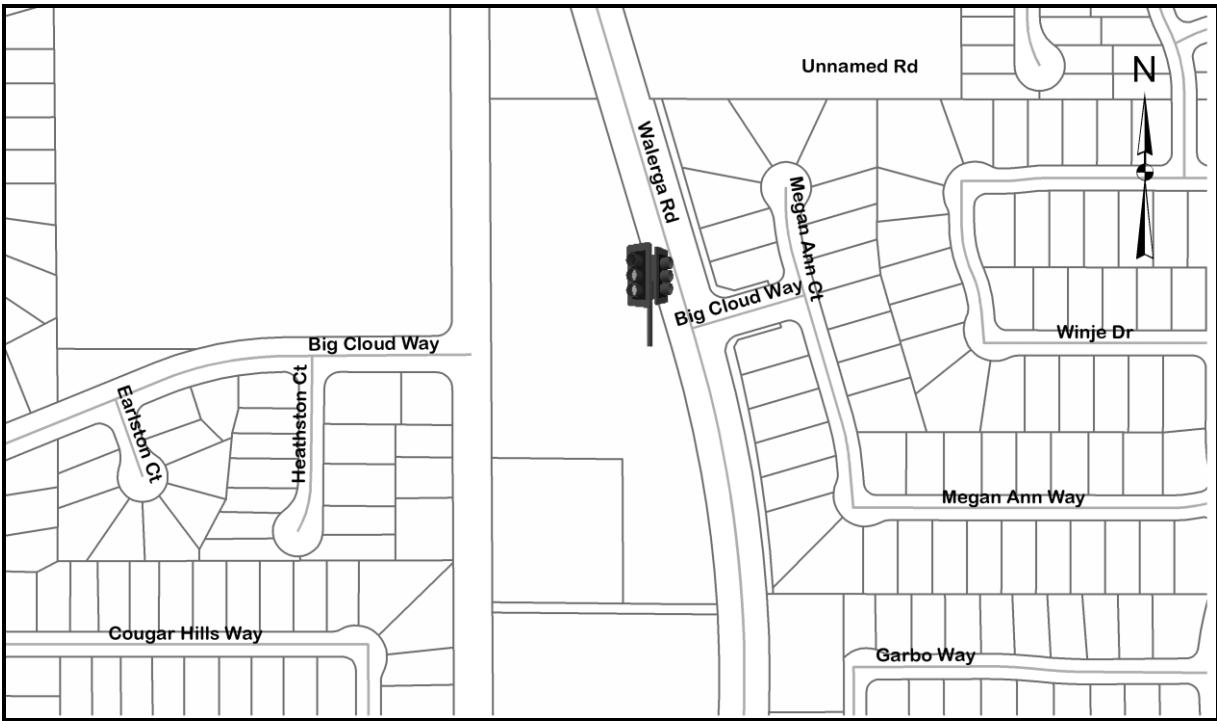 Unnamed Rd
N
Walerga Rd
Megan Ann Ct
Big Cloud Way
Winje Dr
Big Cloud Way
Earlston Ct
Heathston Ct
Megan Ann Way
Cougar Hills Way
Garbo Way